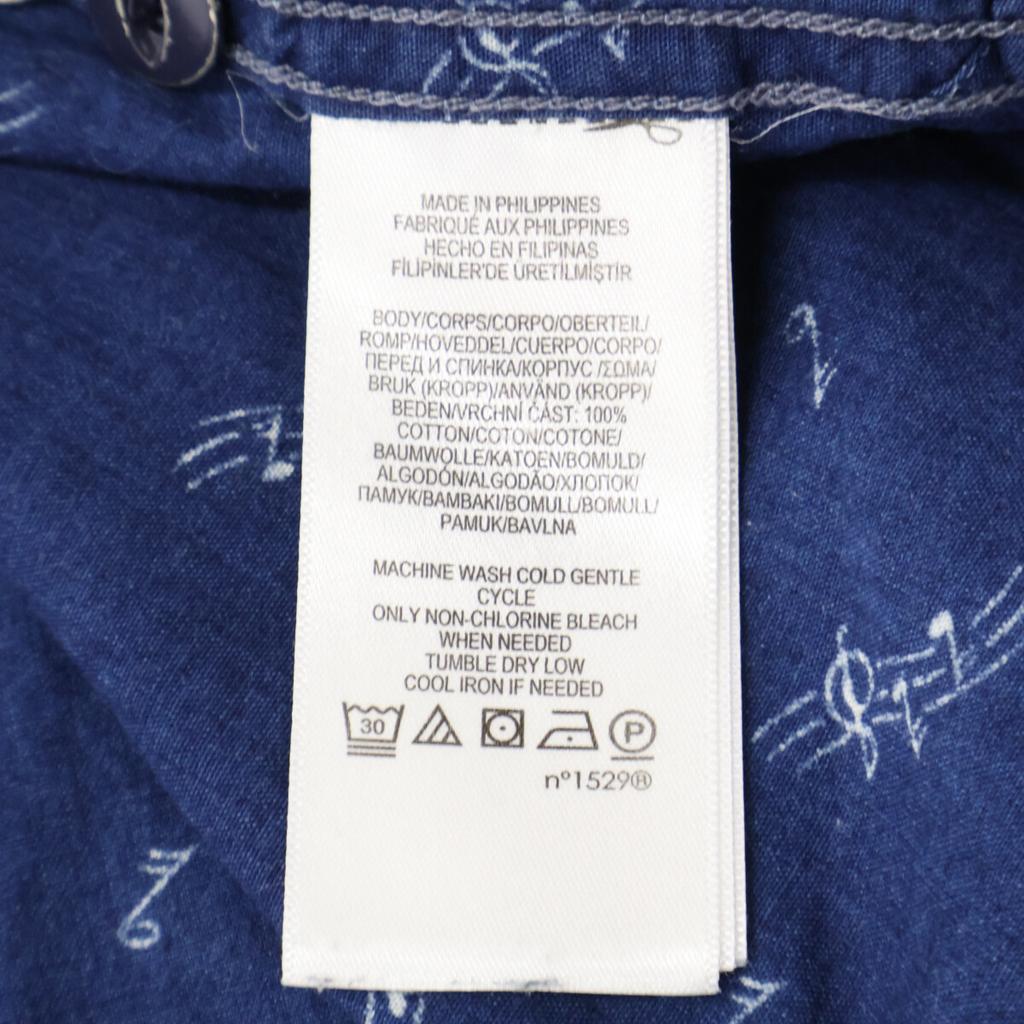 MADE IN PHILIPPINES
FABRIQUÉ AUX PHILIPPINES
HECHO EN FILIPINAS
FİLİPİNLER'DE ÜRETİLMİŞTİR
BODY/CORPS/CORPO/OBERTEIL/
ROMP/HOVEDDEL/CUERPO/CORPO/
ПЕРЕД И СПИНКА/КОРПУС /ΣΩΜΑ/
BRUK (KROPP)/ANVÄND (KROPP)/
BEDEN/VRCHNÍ ČÁST: 100%
COTTON/COTON/COTONE/
BAUMWOLLE/KATOEN/BOMULD/
ALGODÓN/ALGODÃO/ХЛОПОК/
ПАМУК/ΒΑΜΒΑΚΙ/BOMULL/BOMULL/
PAMUK/BAVLNA
MACHINE WASH COLD GENTLE
CYCLE
ONLY NON-CHLORINE BLEACH
WHEN NEEDED
TUMBLE DRY LOW
COOL IRON IF NEEDED
30 P
n°1529®